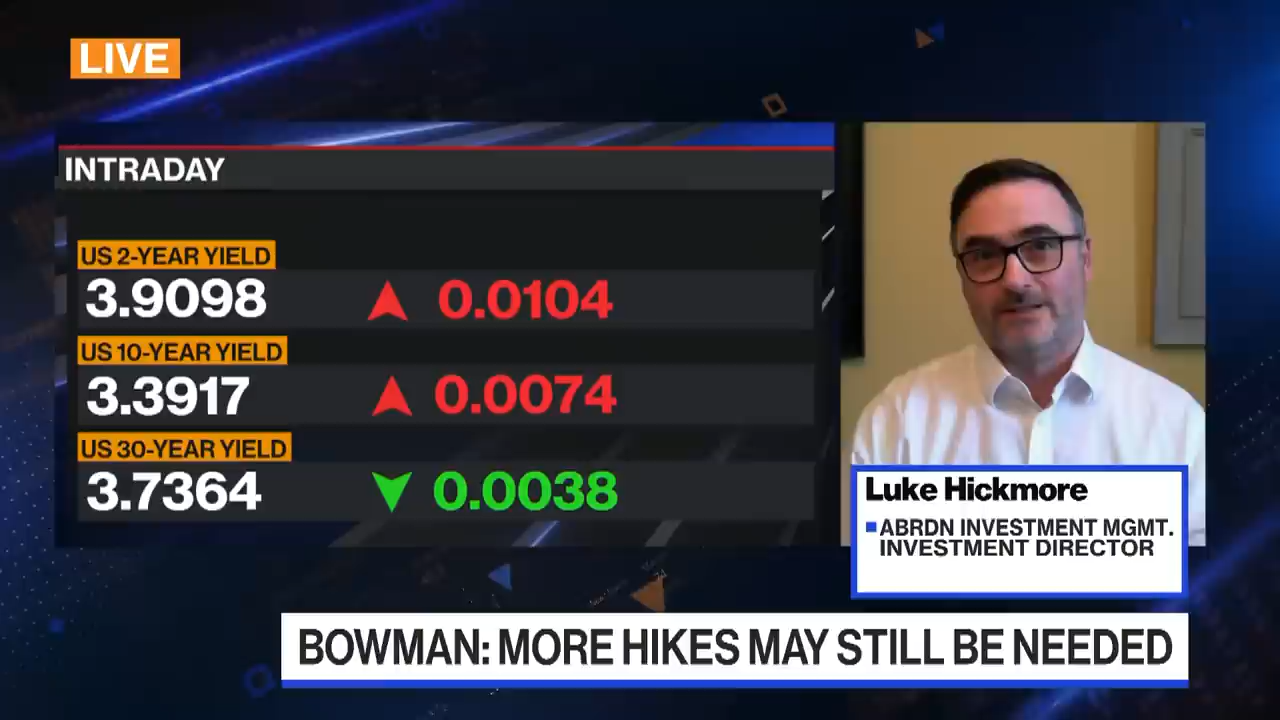 LIVE
INTRADAY
US 2-YEAR YIELD
3.9098 0.0104
US 10-YEAR YIELD
3.3917 0.0074
US 30-YEAR YIELD
3.7364 0.0038
Luke Hickmore
ABRDN INVESTMENT MGMT.
INVESTMENT DIRECTOR
BOWMAN: MORE HIKES MAY STILL BE NEEDED